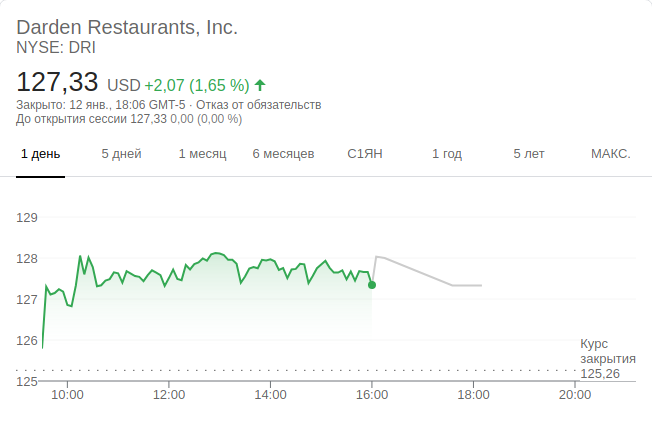 Darden Restaurants, Inc.
NYSE: DRI
127,33 USD +2,07 (1,65 %)
Закрыто: 12 янв., 18:06 GMT-5 · Отказ от обязательств
До открытия сессии 127,33 0,00 (0,00 %)
1 день 5 дней 1 месяц 6 месяцев С1ЯН 1 год 5 лет МАКС.
129
128
127
126
125
Курс
закрытия
125,26
10:00 12:00 14:00 16:00 18:00 20:00